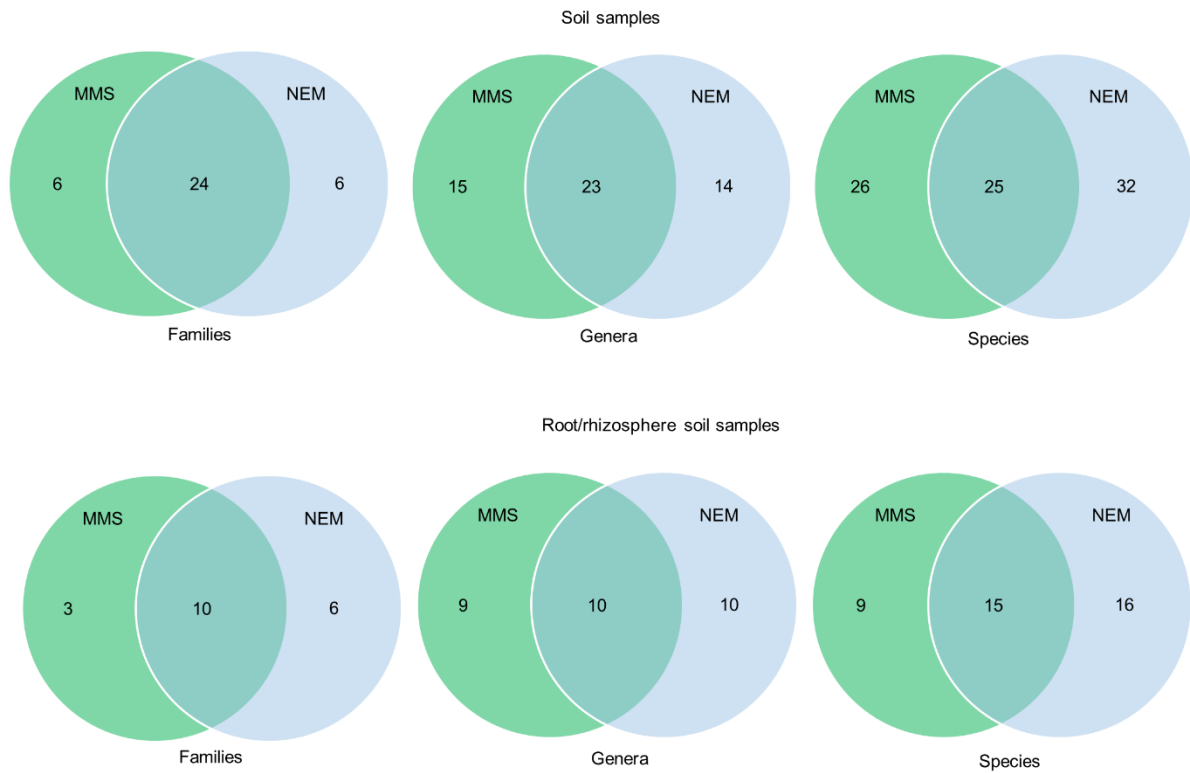 Soil samples
MMS NEM
6 24 6
Families
MMS NEM
15 23 14
Genera
MMS NEM
26 25 32
Species
Root/rhizosphere soil samples
MMS NEM
3 10 6
Families
MMS NEM
9 10 10
Genera
MMS NEM
9 15 16
Species